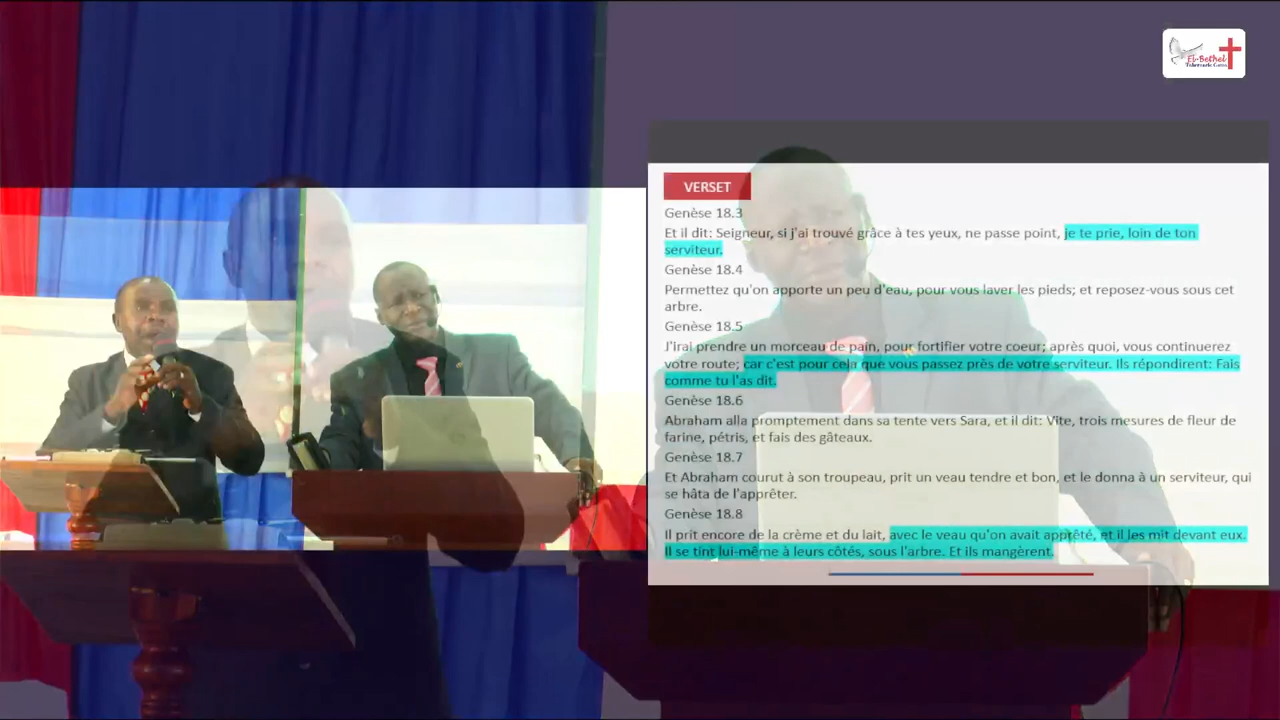 El-Bethel
VERSET
Genèse 18.3
Et il dit: Seigneur, si j'ai trouvé grâce à tes yeux, ne passe point, je te prie, loin de ton
serviteur.
Genèse 18.4
Permettez qu'on apporte un peu d'eau, pour vous laver les pieds; et reposez-vous sous cet
arbre.
Genèse 18.5
J'irai prendre un morceau de pain, pour fortifier votre coeur; après quoi, vous continuerez
votre route; car c'est pour cela que vous passez près de votre serviteur. Ils répondirent: Fais
comme tu l'as dit.
Genèse 18.6
Abraham alla promptement dans sa tente vers Sara, et il dit: Vite, trois mesures de fleur de
farine, pétris, et fais des gâteaux.
Genèse 18.7
Et Abraham courut à son troupeau, prit un veau tendre et bon, et le donna à un serviteur, qui
se hâta de l'apprêter.
Genèse 18.8
Il prit encore de la crème et du lait, avec le veau qu'on avait apprêté, et il les mit devant eux.
Il se tint lui-même à leurs côtés, sous l'arbre. Et ils mangèrent.